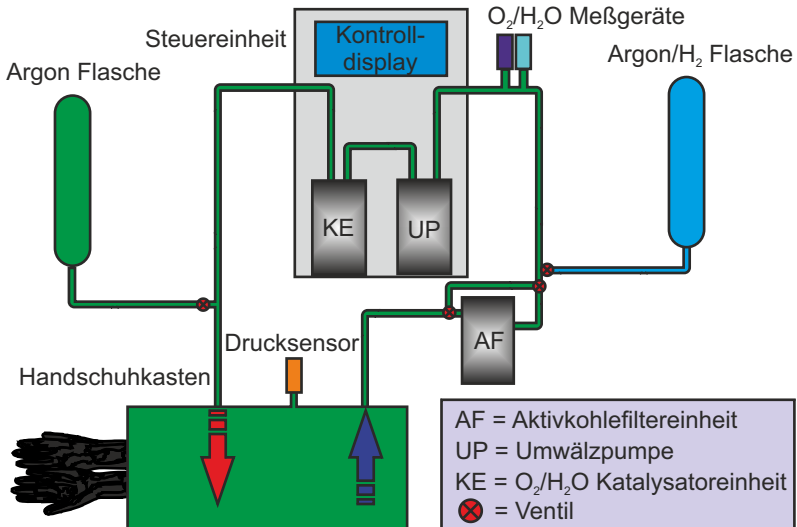 O₂/H₂O Meßgeräte
Steuereinheit
Kontroll-
display
Argon Flasche
Argon/H₂ Flasche
KE
UP
AF
Drucksensor
Handschuhkasten
AF = Aktivkohlefiltereinheit
UP = Umwälzpumpe
KE = O₂/H₂O Katalysatoreinheit
= Ventil